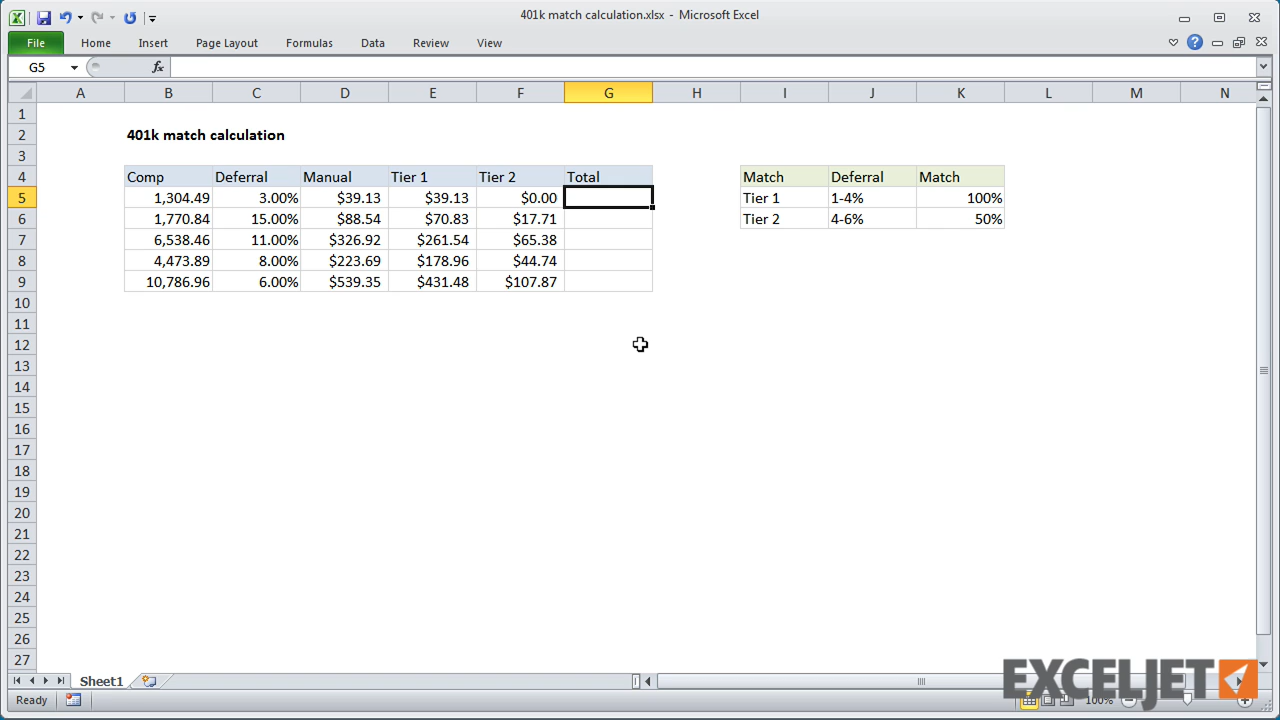 401k match calculation.xlsx - Microsoft Excel
File Home Insert Page Layout Formulas Data Review View
G5 fx
A B C D E F G H I J K L M N
1
2 401k match calculation
3
4 Comp Deferral Manual Tier 1 Tier 2 Total Match Deferral Match
5 1,304.49 3.00% $39.13 $39.13 $0.00 Tier 1 1-4% 100%
6 1,770.84 15.00% $88.54 $70.83 $17.71 Tier 2 4-6% 50%
7 6,538.46 11.00% $326.92 $261.54 $65.38
8 4,473.89 8.00% $223.69 $178.96 $44.74
9 10,786.96 6.00% $539.35 $431.48 $107.87
10
11
12
13
14
15
16
17
18
19
20
21
22
23
24
25
26
27
Sheet1
EXCELJET
Ready 100%